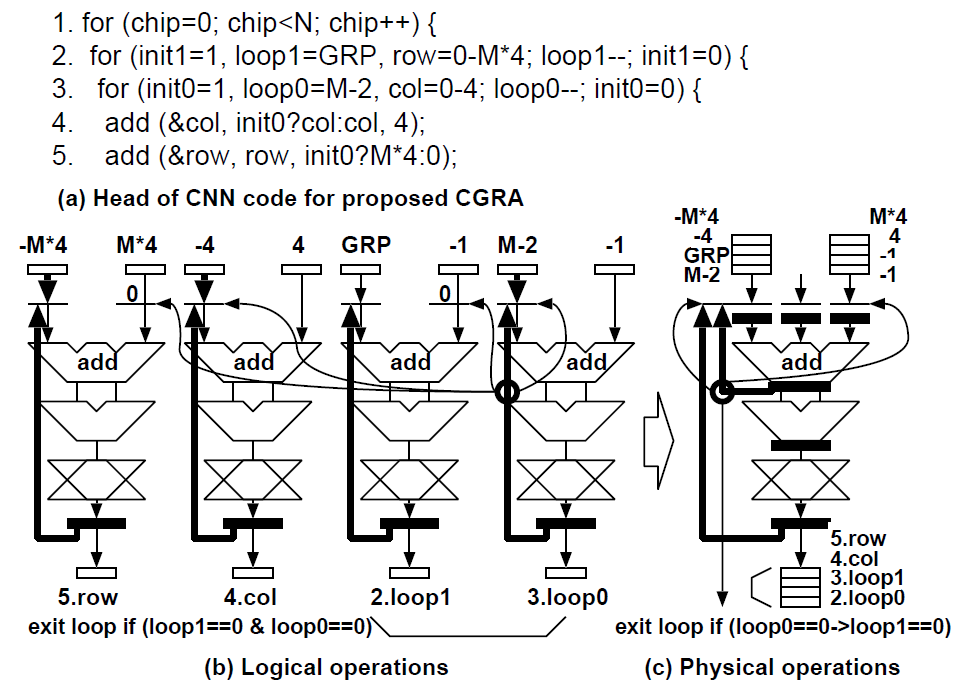 1. for (chip=0; chip<N; chip++) {
2. for (init1=1, loop1=GRP, row=0-M*4; loop1--; init1=0) {
3. for (init0=1, loop0=M-2, col=0-4; loop0--; init0=0) {
4. add (&col, init0?col:col, 4);
5. add (&row, row, init0?M*4:0);
(a) Head of CNN code for proposed CGRA
-M*4 M*4 -4 4 GRP -1 M-2 -1
0 0
add add add add
5.row 4.col 2.loop1 3.loop0
exit loop if (loop1==0 & loop0==0)
(b) Logical operations
-M*4 M*4
-4 4
GRP -1
M-2 -1
add
5.row
4.col
3.loop1
2.loop0
exit loop if (loop0==0->loop1==0)
(c) Physical operations